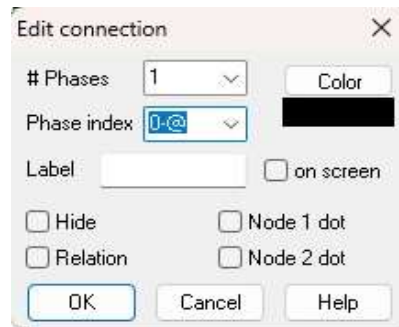 Edit connection
# Phases 1 Color
Phase index 0-@
Label on screen
Hide Node 1 dot
Relation Node 2 dot
OK Cancel Help